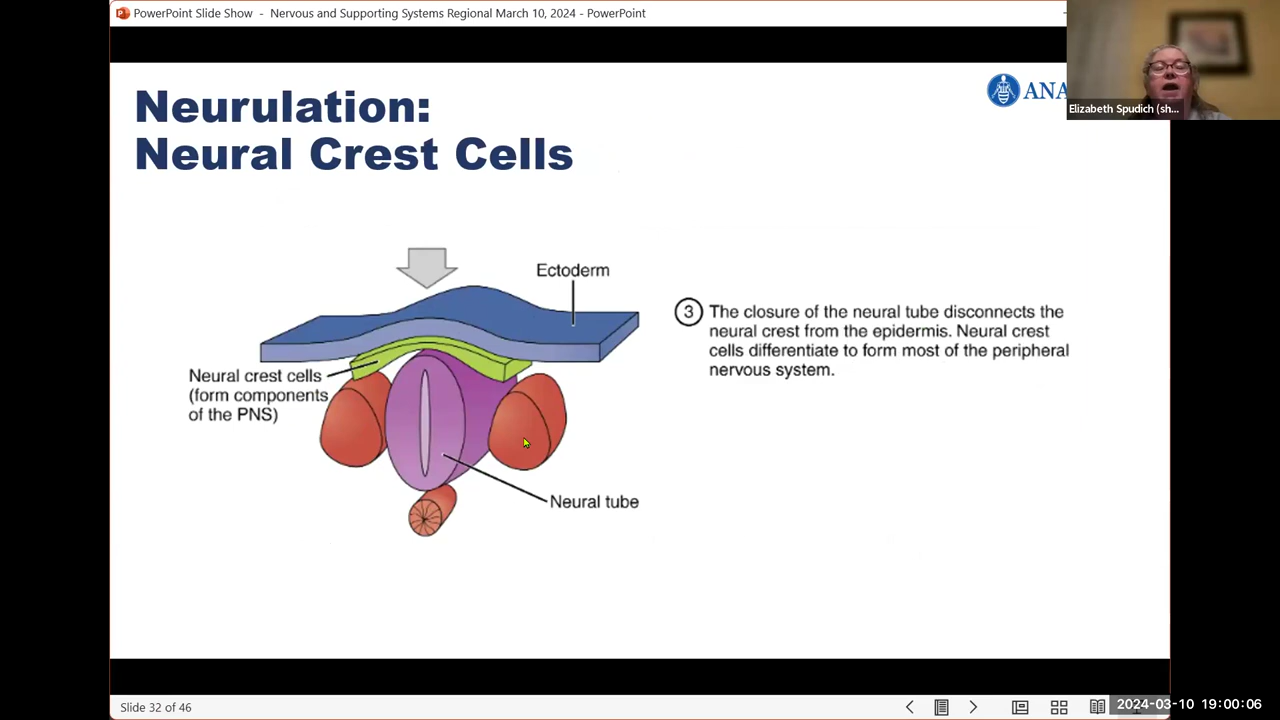 PowerPoint Slide Show - Nervous and Supporting Systems Regional March 10, 2024 - PowerPoint
Neurulation:
Neural Crest Cells
ANA
Elizabeth Spudich (sh...
Ectoderm
3 The closure of the neural tube disconnects the
neural crest from the epidermis. Neural crest
cells differentiate to form most of the peripheral
nervous system.
Neural crest cells
(form components
of the PNS)
Neural tube
Slide 32 of 46
2024-03-10 19:00:06